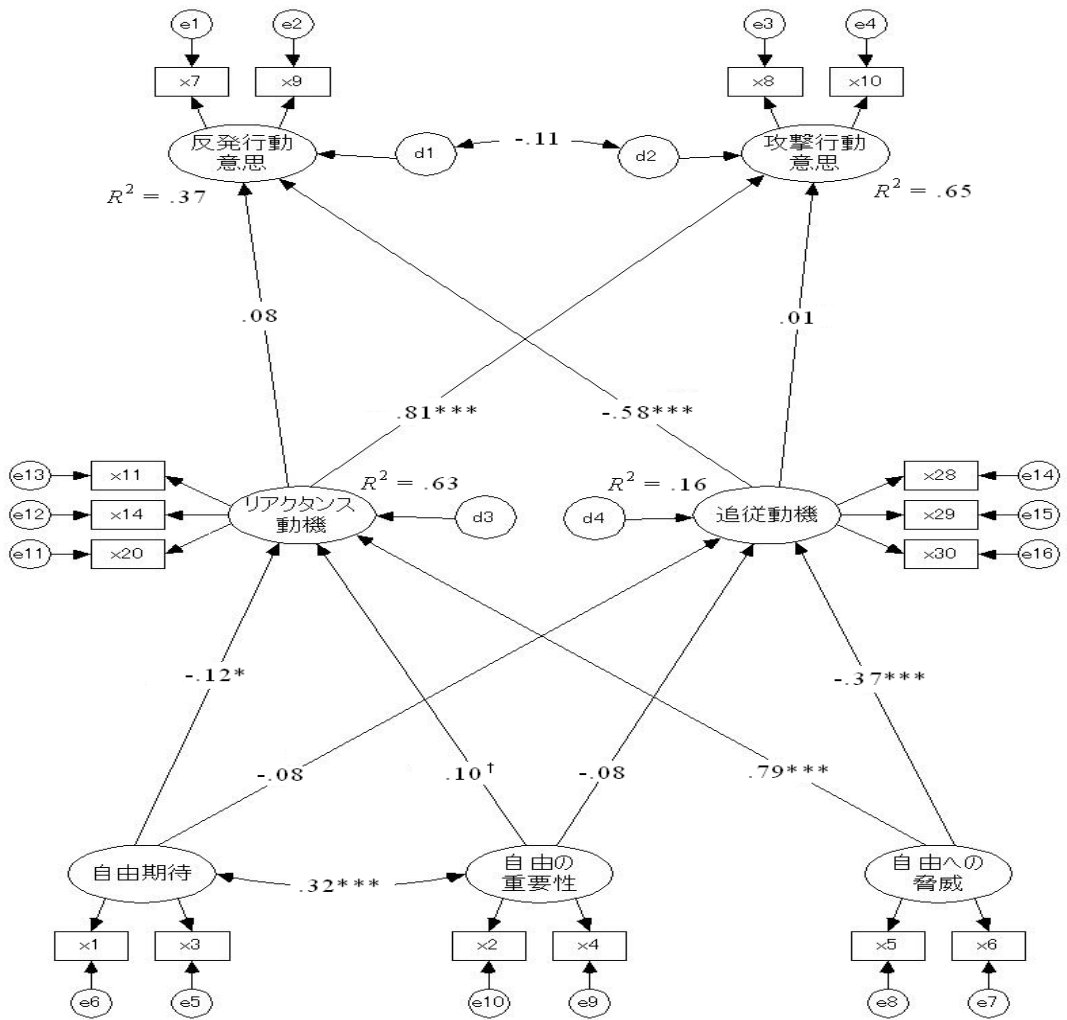 e1
e2
e3
e4
x7
x9
x8
x10
反発行動
意思
d1
-.11
d2
攻撃行動
意思
R² = .37
R² = .65
.08
.01
.81***
-.58***
e13
x11
e12
x14
e11
x20
リアクタンス
動機
R² = .63
d3
R² = .16
d4
追従動機
x28
e14
x29
e15
x30
e16
-.12*
-.37***
-.08
.10†
-.08
.79***
自由期待
.32***
自由の
重要性
自由への
脅威
x1
x3
x2
x4
x5
x6
e6
e5
e10
e9
e8
e7